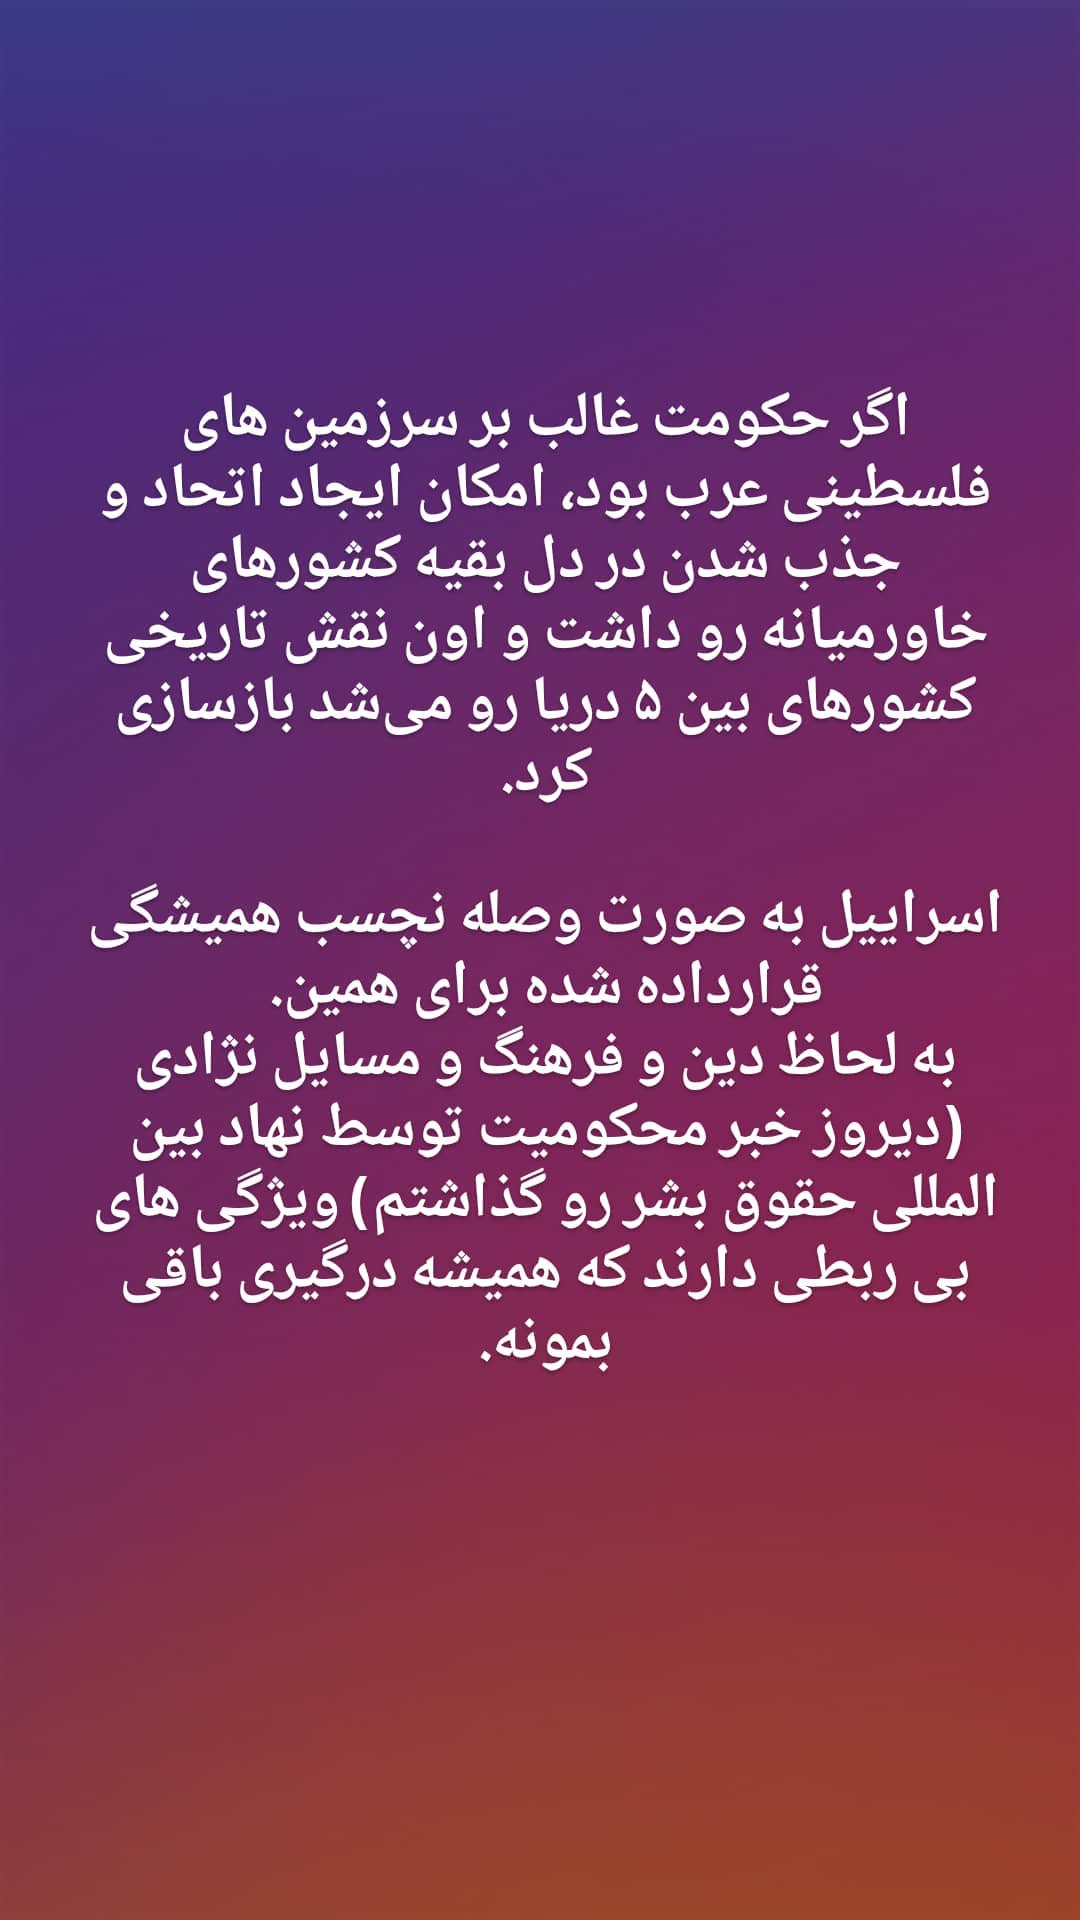 اگر حکومت غالب بر سرزمین های
فلسطینی عرب بود، امکان ایجاد اتحاد و
جذب شدن در دل بقیه کشورهای
خاورمیانه رو داشت و اون نقش تاریخی
کشورهای بین ۵ دریا رو می‌شد بازسازی
کرد.
اسراییل به صورت وصله نچسب همیشگی
قرارداده شده برای همین.
به لحاظ دین و فرهنگ و مسایل نژادی
(دیروز خبر محکومیت توسط نهاد بین
المللی حقوق بشر رو گذاشتم) ویژگی های
بی ربطی دارند که همیشه درگیری باقی
بمونه.